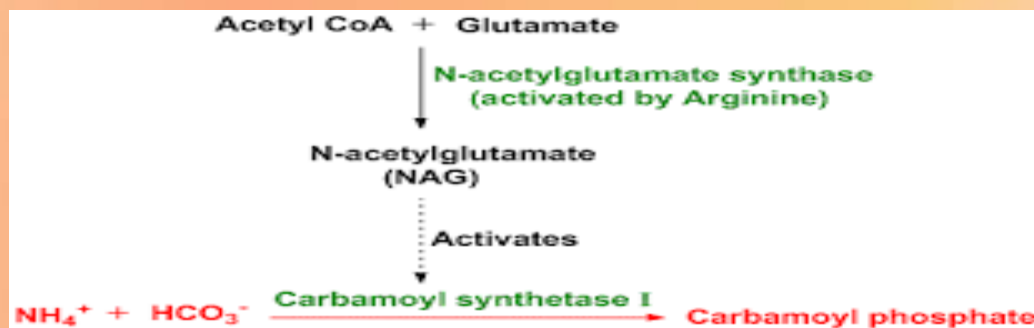 Acetyl CoA + Glutamate
N-acetylglutamate synthase
(activated by Arginine)
N-acetylglutamate
(NAG)
Activates
Carbamoyl synthetase I
NH₄⁺ + HCO₃⁻ Carbamoyl phosphate